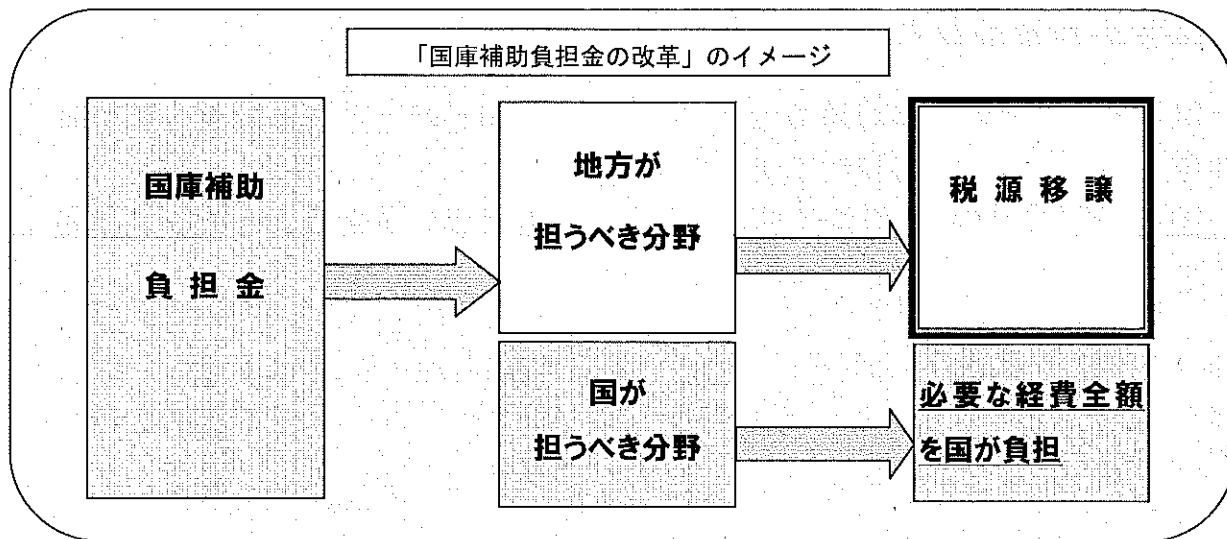 「国庫補助負担金の改革」のイメージ
国庫補助
負担金
地方が
担うべき分野
税源移譲
国が
担うべき分野
必要な経費全額
を国が負担